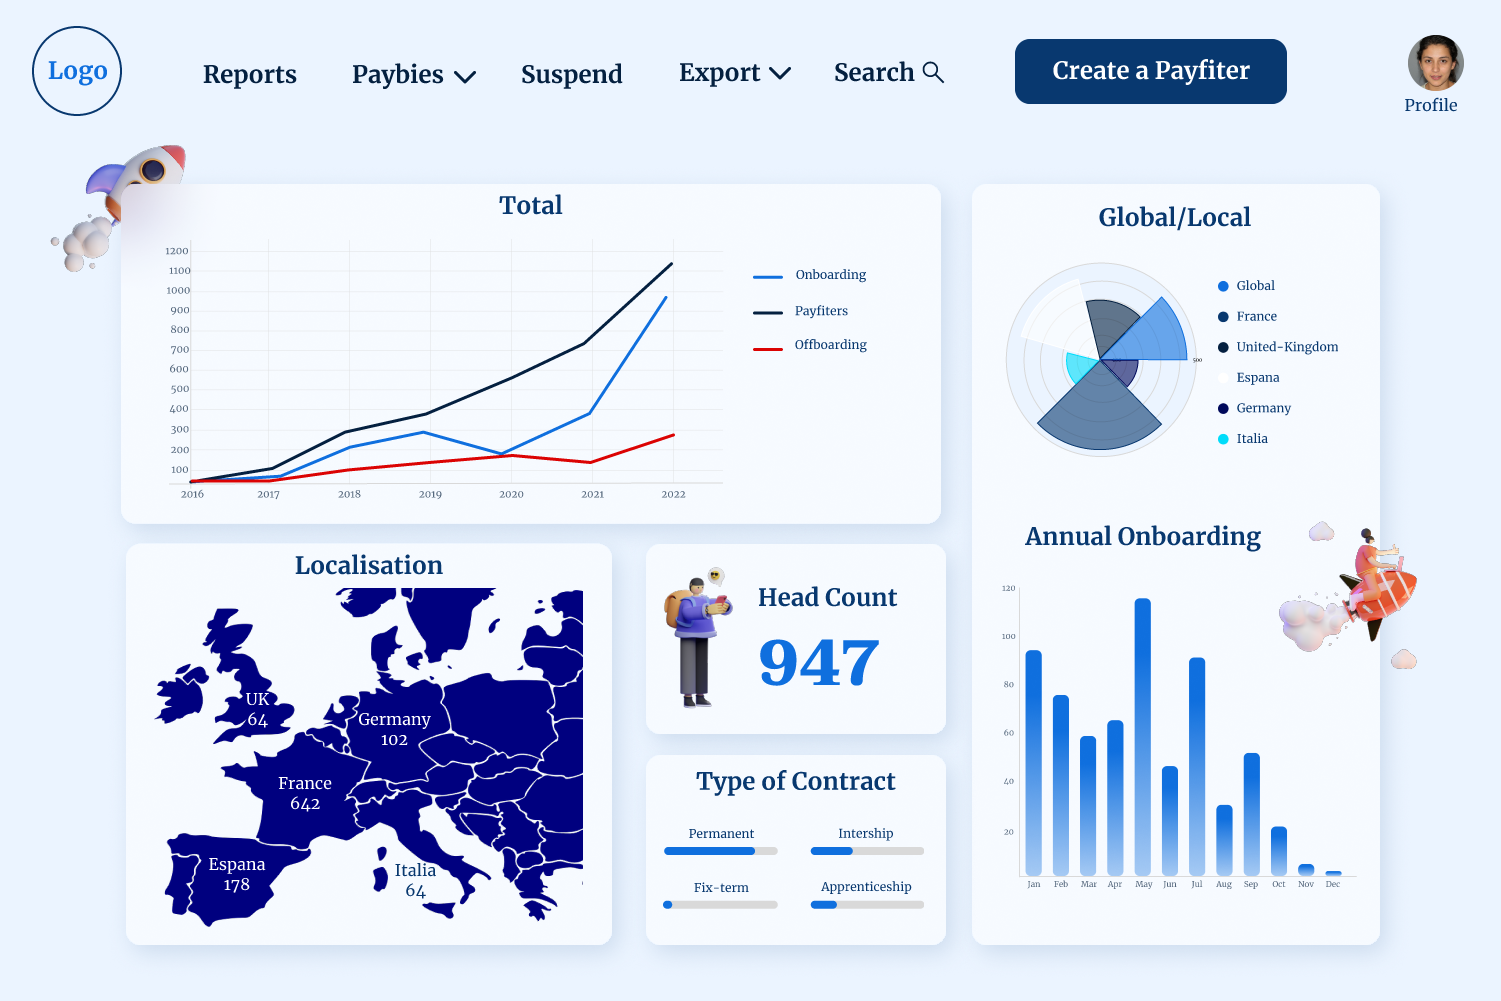 Logo
Reports
Paybies
Suspend
Export
Search
Create a Payfiter
Profile
Total
1200
1100
1000
900
800
700
600
500
400
300
200
100
2016
2017
2018
2019
2020
2021
2022
Onboarding
Payfiters
Offboarding
Global/Local
500
Global
France
United-Kingdom
Espana
Germany
Italia
Localisation
UK
64
Germany
102
France
642
Espana
178
Italia
64
Head Count
947
Type of Contract
Permanent
Intership
Fix-term
Apprenticeship
Annual Onboarding
120
100
80
60
40
20
Jan
Feb
Mar
Apr
May
Jun
Jul
Aug
Sep
Oct
Nov
Dec